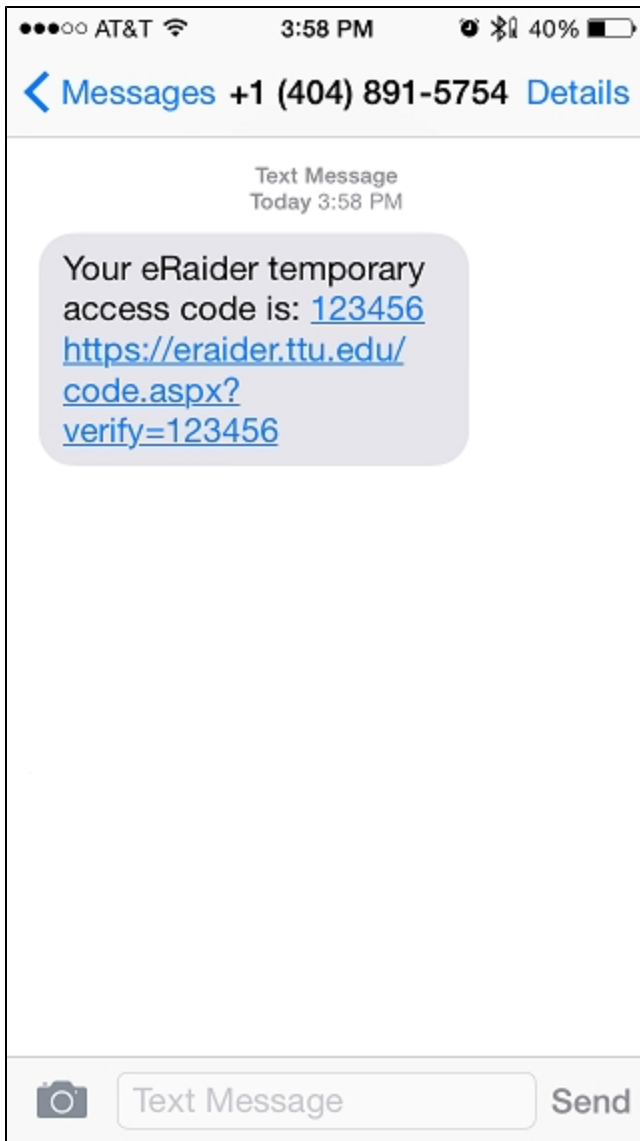 AT&T 3:58 PM 40%
Messages +1 (404) 891-5754 Details
Text Message
Today 3:58 PM
Your eRaider temporary
access code is: 123456
https://eraider.ttu.edu/
code.aspx?
verify=123456
Text Message Send